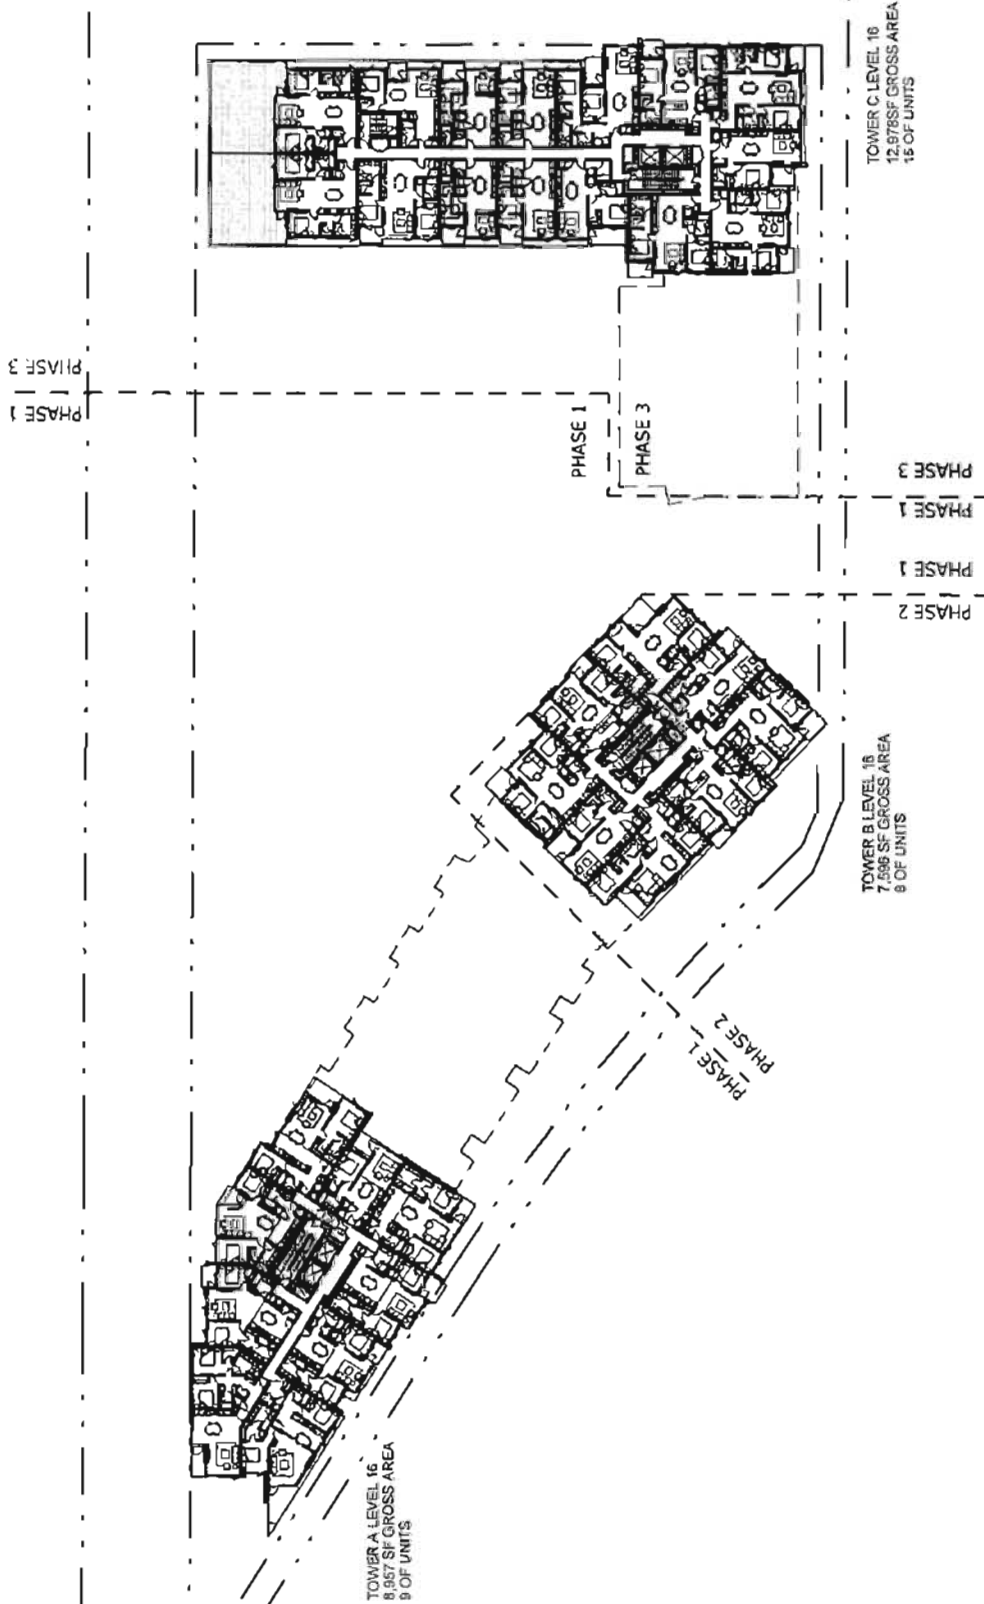 TOWER C LEVEL 16
12,978SF GROSS AREA
15 OF UNITS
PHASE 3
PHASE 1
PHASE 1
PHASE 3
PHASE 3
PHASE 1
PHASE 1
PHASE 2
TOWER B LEVEL 16
7,596 SF GROSS AREA
8 OF UNITS
PHASE 1
PHASE 2
TOWER A LEVEL 16
8,957 SF GROSS AREA
9 OF UNITS